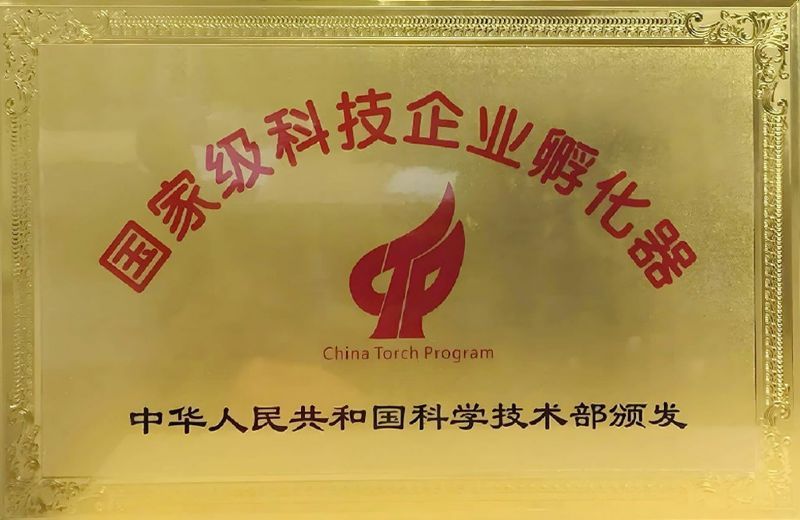 国家级科技企业孵化器
China Torch Program
中华人民共和国科学技术部颁发